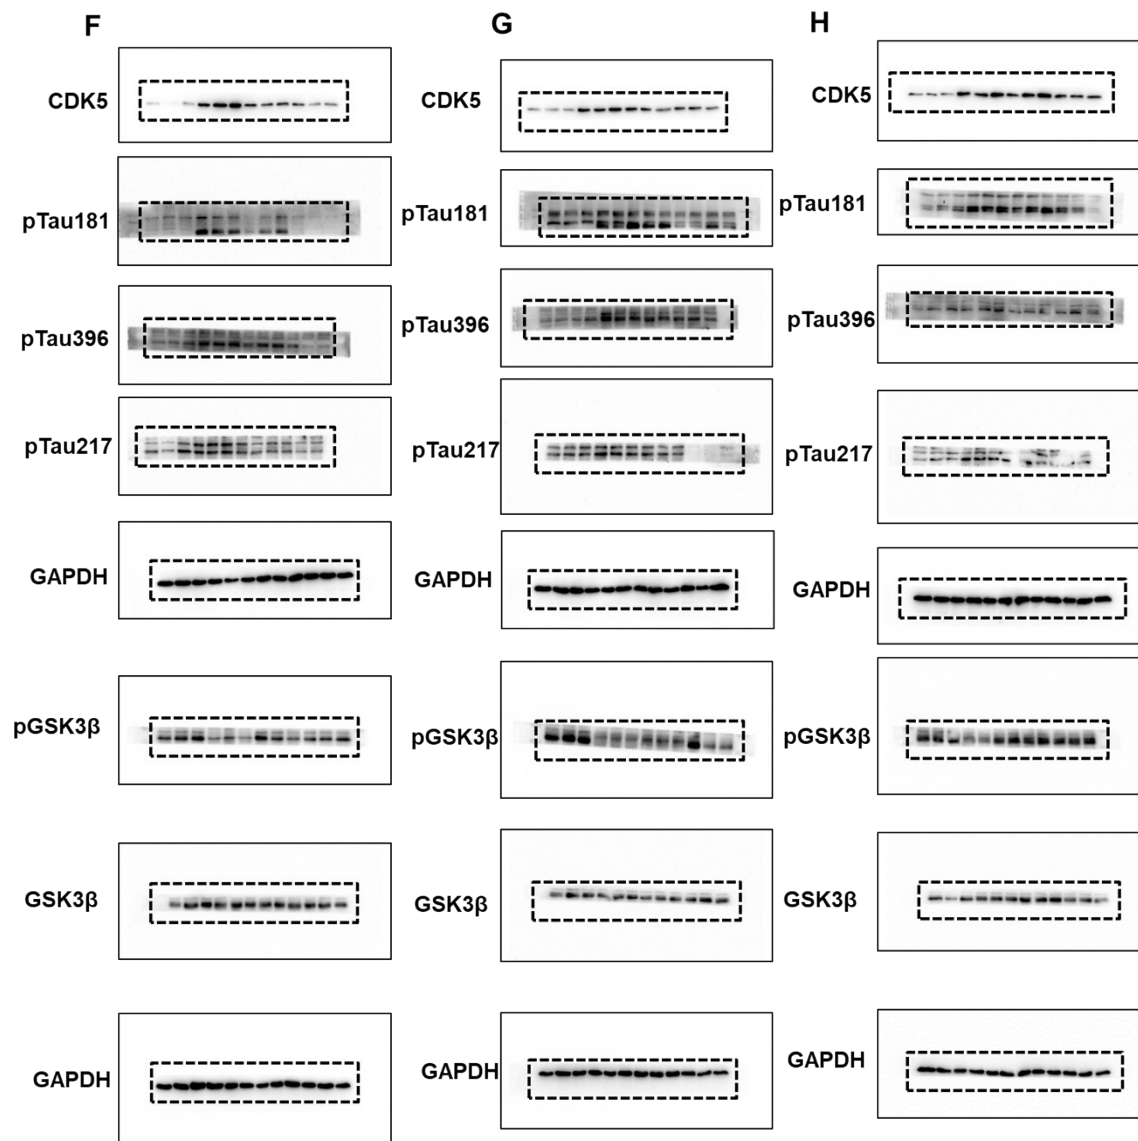 F G H
CDK5 CDK5 CDK5
pTau181 pTau181 pTau181
pTau396 pTau396 pTau396
pTau217 pTau217 pTau217
GAPDH GAPDH GAPDH
pGSK3β pGSK3β pGSK3β
GSK3β GSK3β GSK3β
GAPDH GAPDH GAPDH